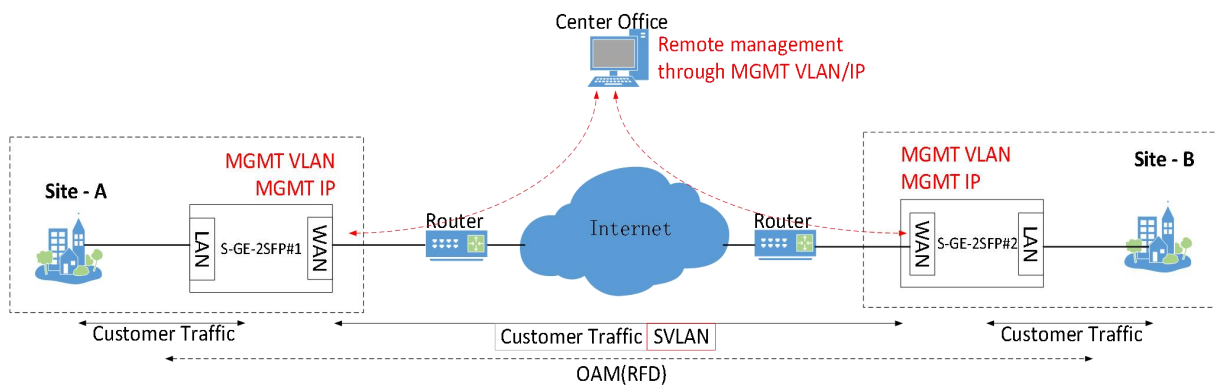 Center Office
Remote management
through MGMT VLAN/IP
MGMT VLAN
MGMT IP
Site - A
LAN
S-GE-2SFP#1
WAN
Router
Internet
Router
MGMT VLAN
MGMT IP
Site - B
WAN
S-GE-2SFP#2
LAN
Customer Traffic
Customer Traffic SVLAN
Customer Traffic
OAM(RFD)